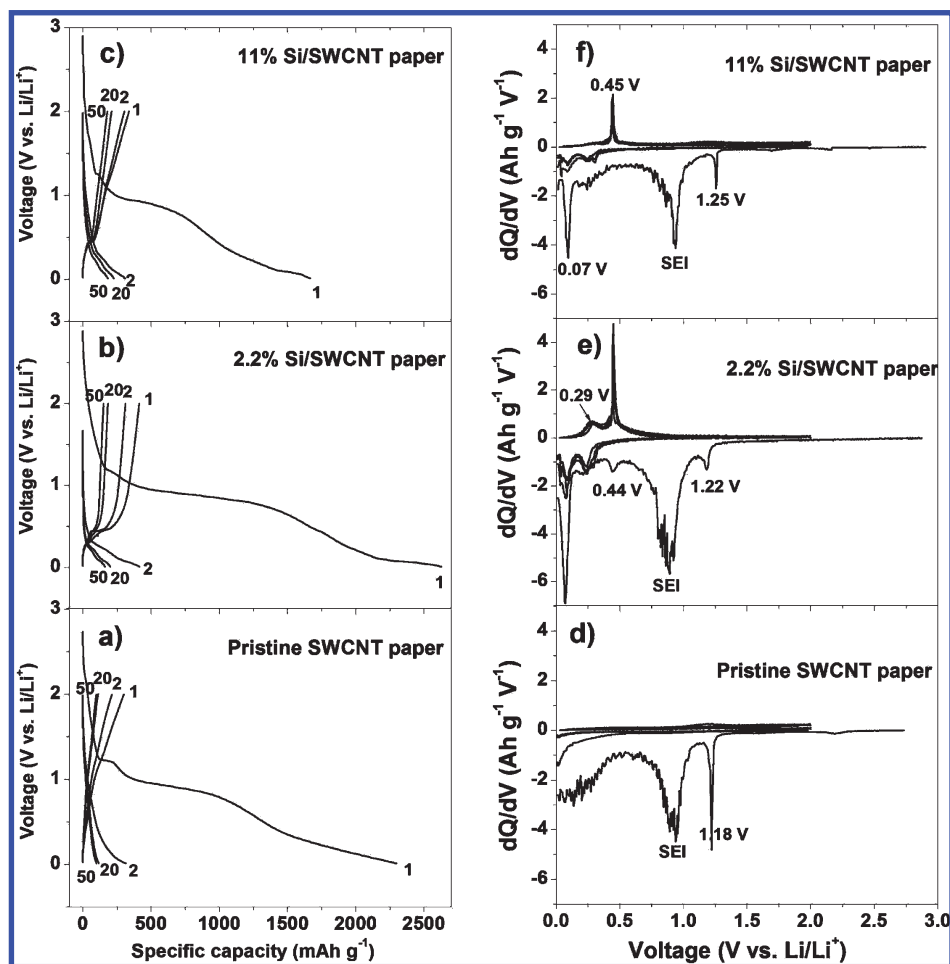 c)
11% Si/SWCNT paper
50
20
2
1
3
2
1
0
Voltage (V vs. Li/Li⁺)
50
20
2
1
b)
2.2% Si/SWCNT paper
50
20
2
1
3
2
1
0
Voltage (V vs. Li/Li⁺)
50
20
2
1
a)
Pristine SWCNT paper
50
20
2
1
3
2
1
0
Voltage (V vs. Li/Li⁺)
50
20
2
1
0 500 1000 1500 2000 2500
Specific capacity (mAh g⁻¹)
f)
11% Si/SWCNT paper
4
2
0
-2
-4
-6
dQ/dV (Ah g⁻¹ V⁻¹)
0.45 V
1.25 V
SEI
0.07 V
e)
2.2% Si/SWCNT paper
4
2
0
-2
-4
-6
dQ/dV (Ah g⁻¹ V⁻¹)
0.29 V
0.44 V
1.22 V
SEI
d)
Pristine SWCNT paper
4
2
0
-2
-4
-6
dQ/dV (Ah g⁻¹ V⁻¹)
1.18 V
SEI
0.0 0.5 1.0 1.5 2.0 2.5 3.0
Voltage (V vs. Li/Li⁺)